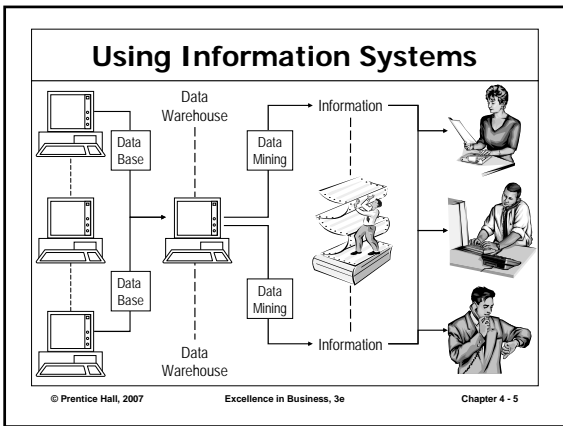 Using Information Systems
Data
Warehouse
Information
Data
Base
Data
Mining
Data
Base
Data
Mining
Data
Warehouse
Information
© Prentice Hall, 2007 Excellence in Business, 3e Chapter 4 - 5